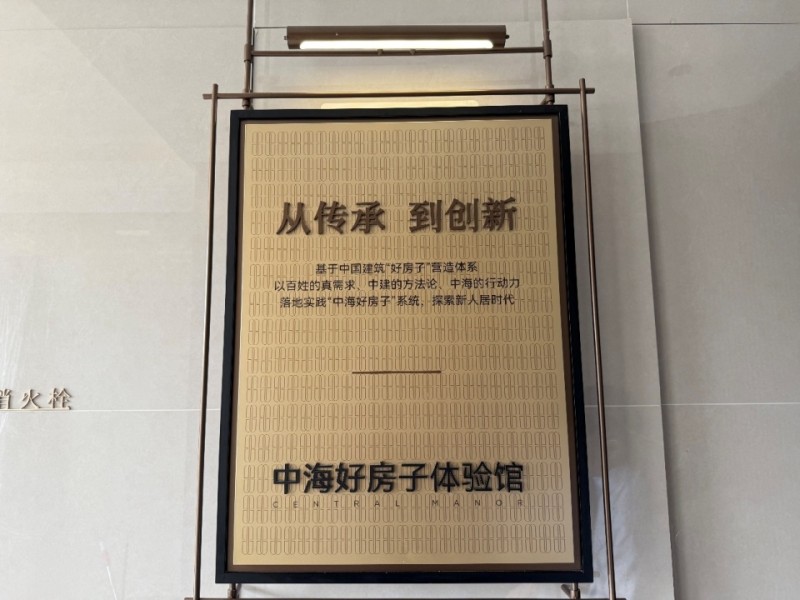 从传承 到创新
基于中国建筑“好房子”营造体系
以百姓的真需求、中建的方法论、中海的行动力
落地实践“中海好房子”系统，探索新人居时代
中海好房子体验馆
CENTRAL MANOR
消火栓